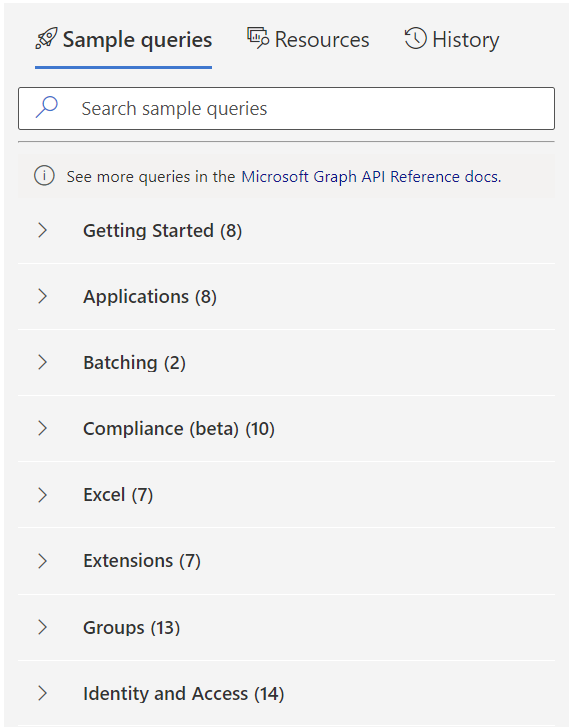 Sample queries Resources History
Search sample queries
See more queries in the Microsoft Graph API Reference docs.
Getting Started (8)
Applications (8)
Batching (2)
Compliance (beta) (10)
Excel (7)
Extensions (7)
Groups (13)
Identity and Access (14)